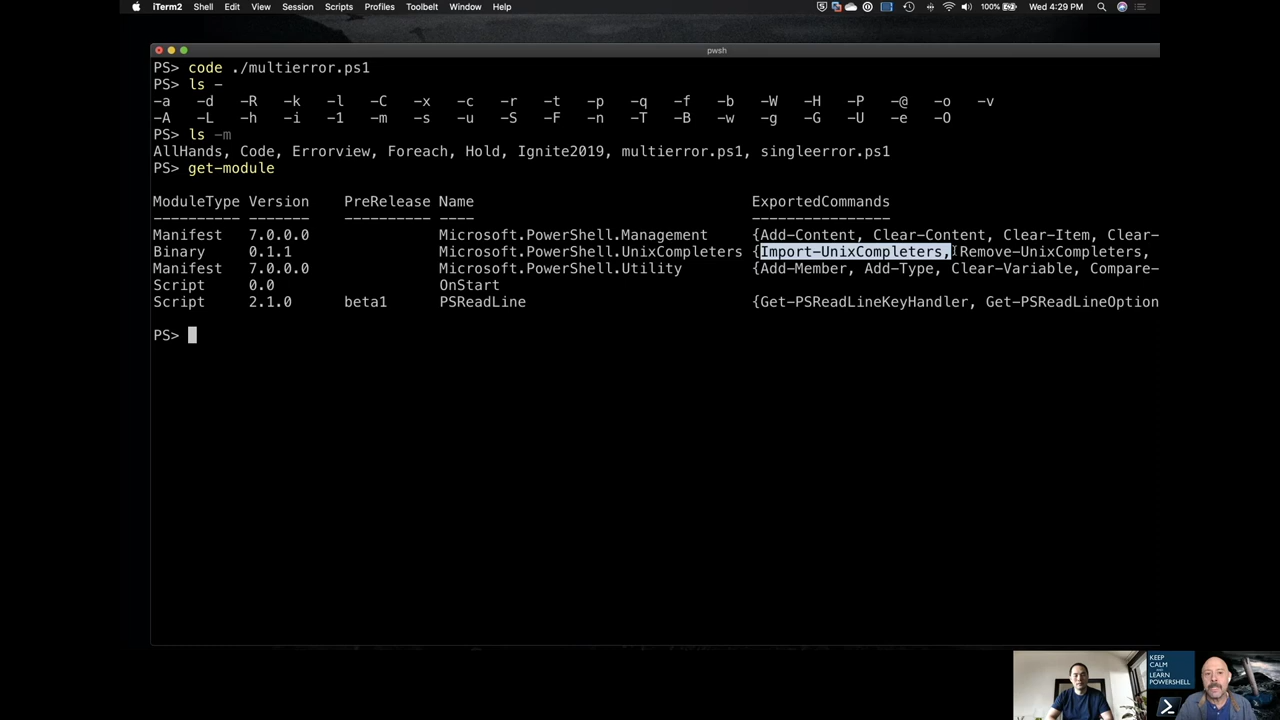 iTerm2 Shell Edit View Session Scripts Profiles Toolbelt Window Help 100% Wed 4:29 PM
pwsh
PS> code ./multierror.ps1
PS> ls -
-a -d -R -k -l -C -x -c -r -t -p -q -f -b -W -H -P -@ -o -v
-A -L -h -i -1 -m -s -u -S -F -n -T -B -w -g -G -U -e -O
PS> ls -m
AllHands, Code, Errorview, Foreach, Hold, Ignite2019, multierror.ps1, singleerror.ps1
PS> get-module
ModuleType Version PreRelease Name ExportedCommands
---------- ------- ---------- ---- ----------------
Manifest 7.0.0.0 Microsoft.PowerShell.Management {Add-Content, Clear-Content, Clear-Item, Clear-
Binary 0.1.1 Microsoft.PowerShell.UnixCompleters {Import-UnixCompleters, Remove-UnixCompleters,
Manifest 7.0.0.0 Microsoft.PowerShell.Utility {Add-Member, Add-Type, Clear-Variable, Compare-
Script 0.0 OnStart
Script 2.1.0 beta1 PSReadLine {Get-PSReadLineKeyHandler, Get-PSReadLineOption
PS>
KEEP
CALM
AND
LEARN
POWERSHELL